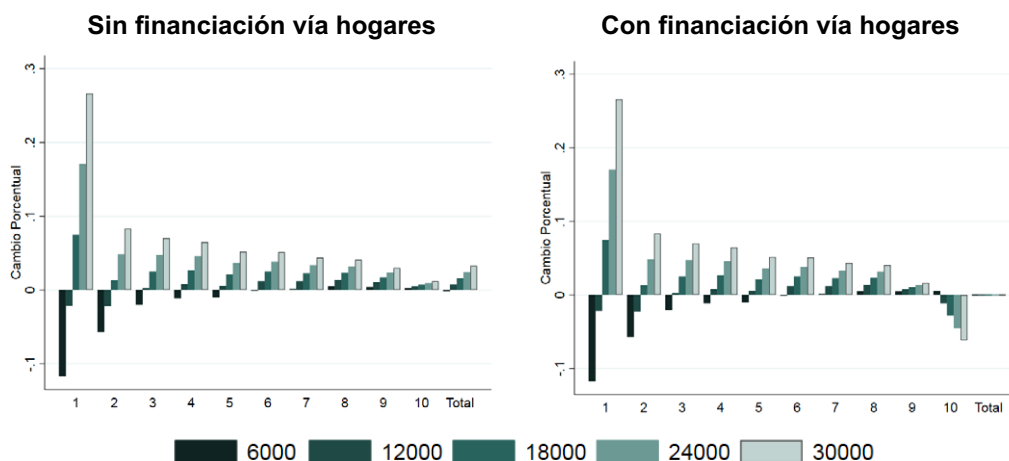 Sin financiación vía hogares
Con financiación vía hogares
Cambio Porcentual
.3
.2
.1
0
-.1
1 2 3 4 5 6 7 8 9 10 Total
Cambio Porcentual
.3
.2
.1
0
-.1
1 2 3 4 5 6 7 8 9 10 Total
6000 12000 18000 24000 30000